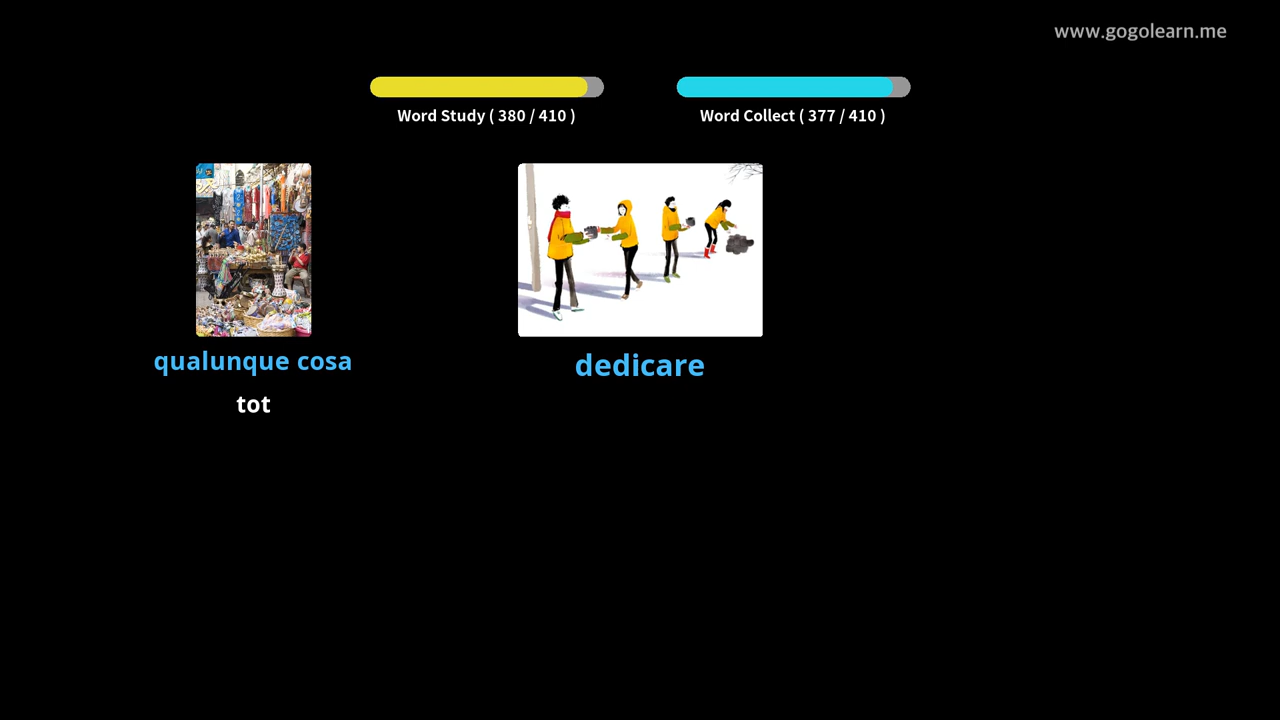 www.gogolearn.me
Word Study ( 380 / 410 )
Word Collect ( 377 / 410 )
qualunque cosa
tot
dedicare